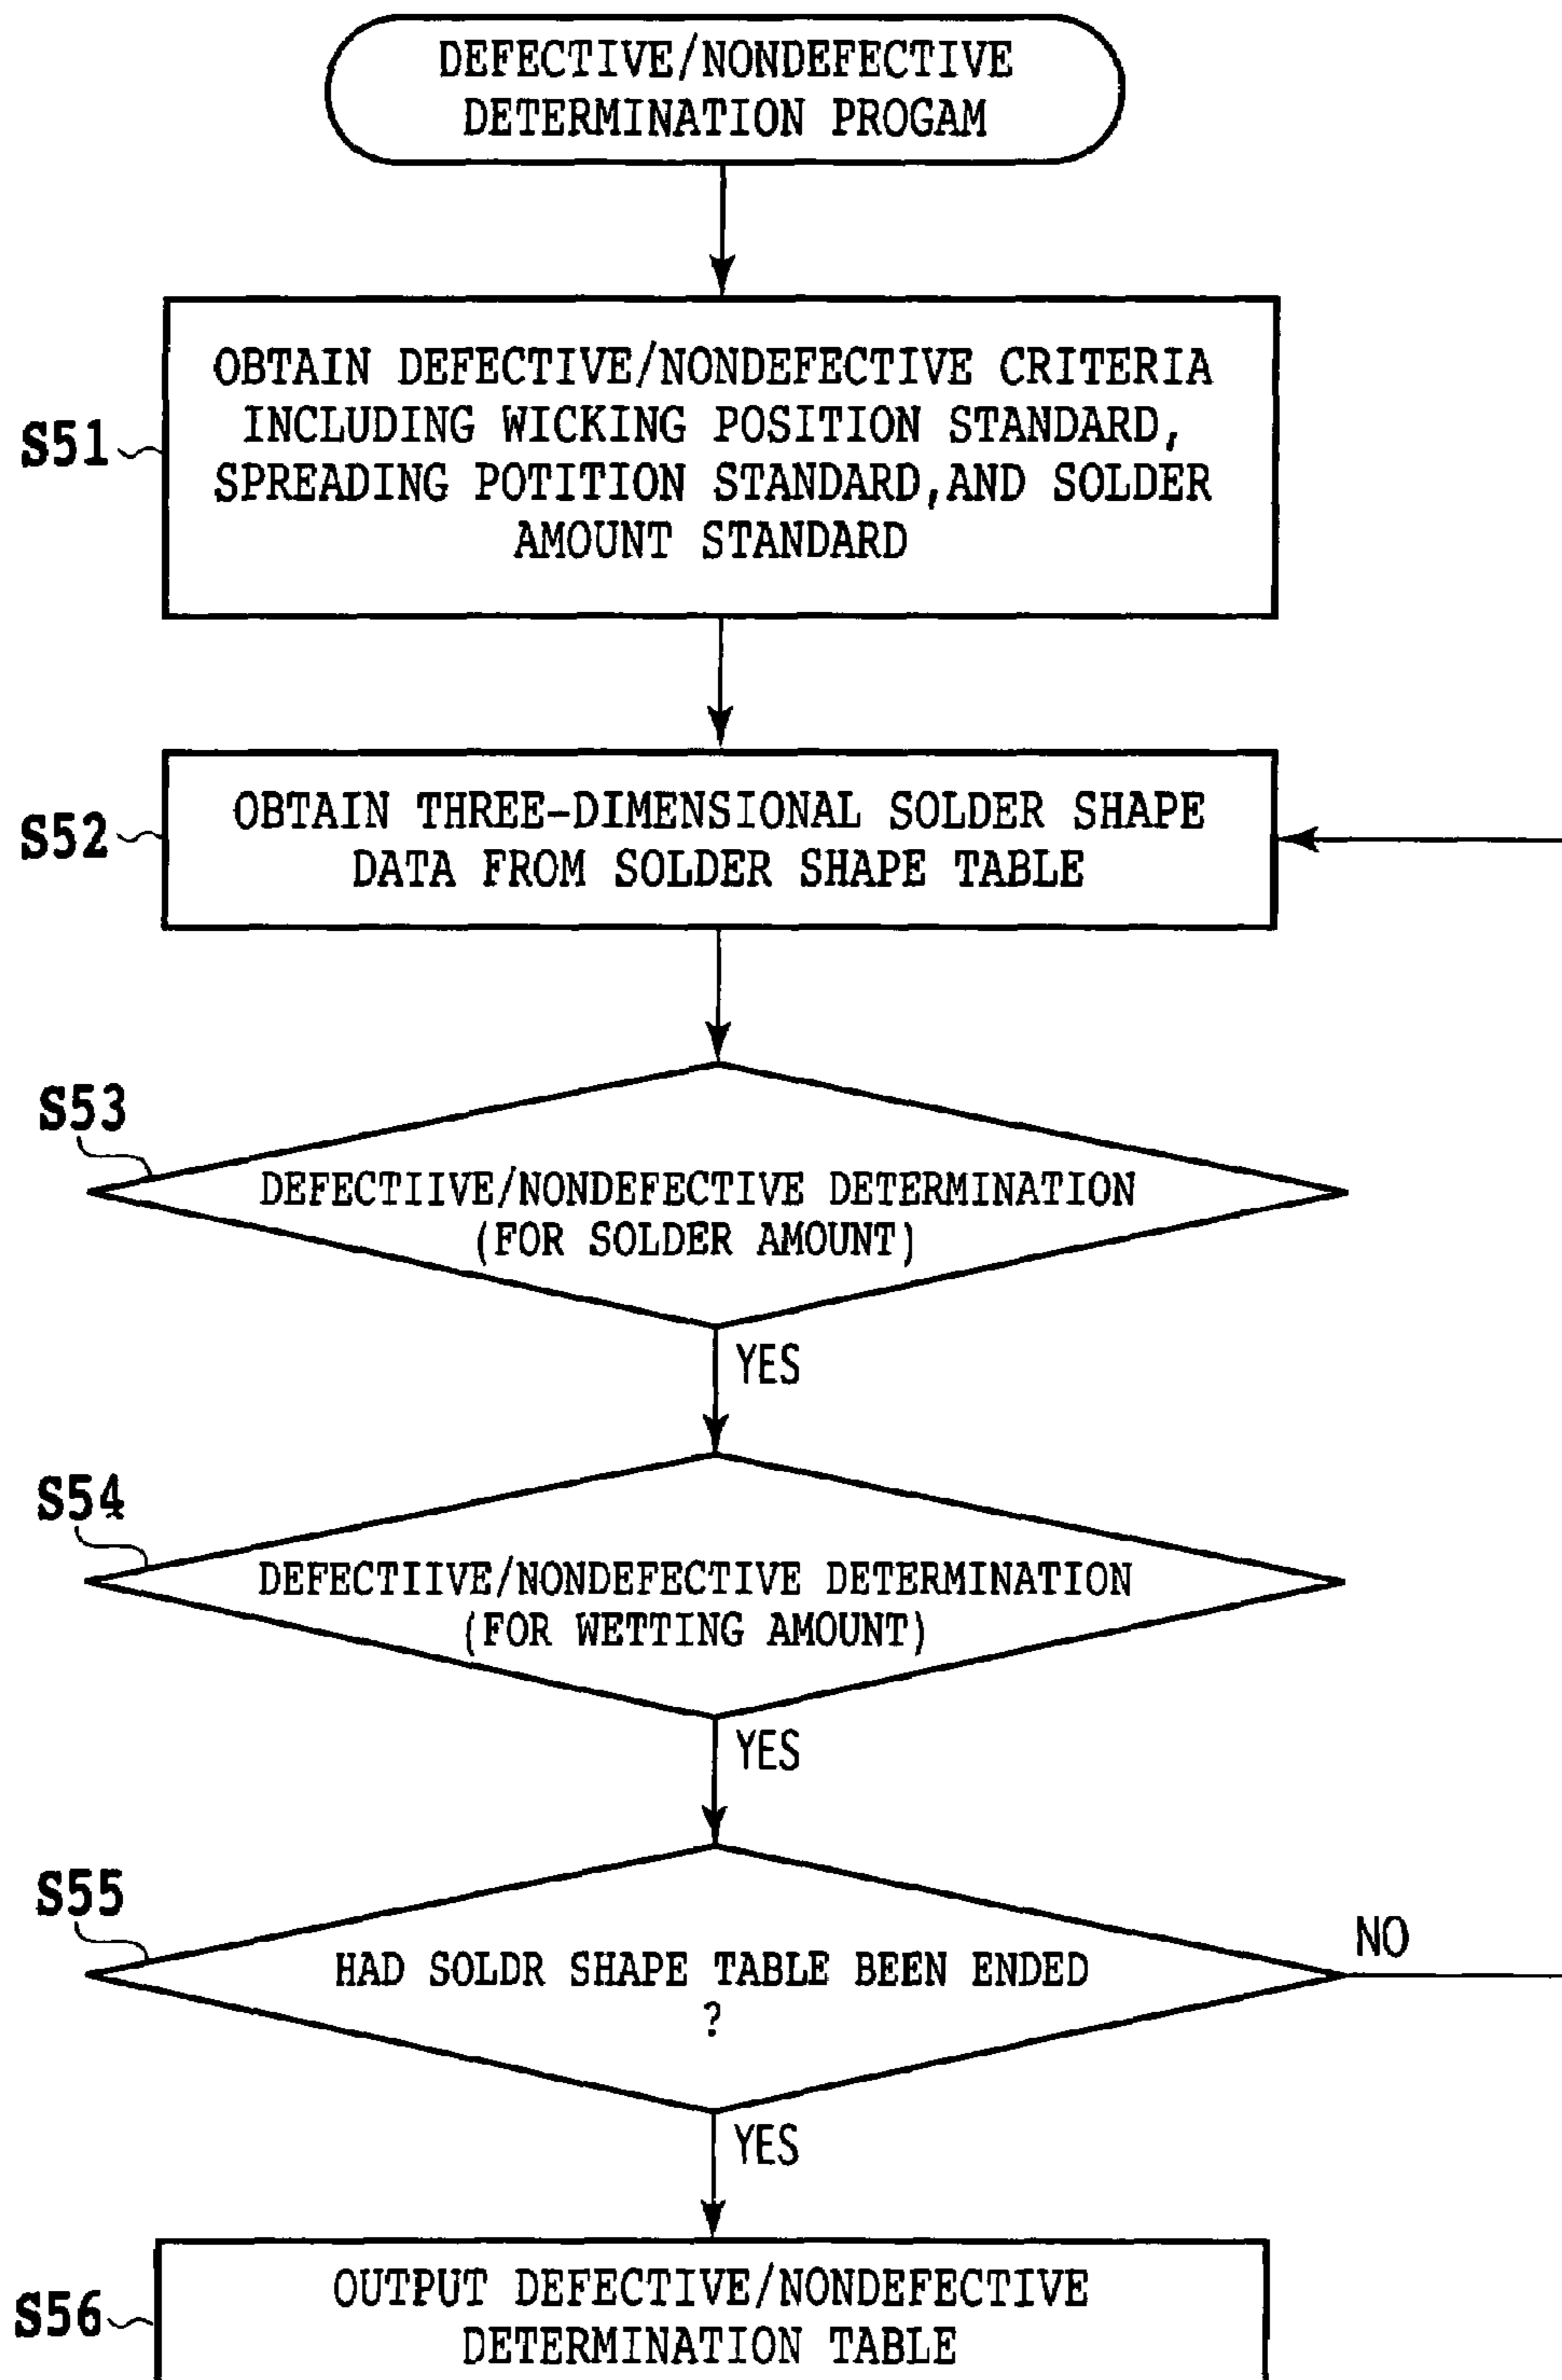 DEFECTIVE/NONDEFECTIVE
DETERMINATION PROGAM
S51
OBTAIN DEFECTIVE/NONDEFECTIVE CRITERIA
INCLUDING WICKING POSITION STANDARD,
SPREADING POTITION STANDARD,AND SOLDER
AMOUNT STANDARD
S52
OBTAIN THREE-DIMENSIONAL SOLDER SHAPE
DATA FROM SOLDER SHAPE TABLE
S53
DEFECTIIVE/NONDEFECTIVE DETERMINATION
(FOR SOLDER AMOUNT)
YES
S54
DEFECTIIVE/NONDEFECTIVE DETERMINATION
(FOR WETTING AMOUNT)
YES
S55
HAD SOLDR SHAPE TABLE BEEN ENDED
?
NO
YES
S56
OUTPUT DEFECTIVE/NONDEFECTIVE
DETERMINATION TABLE